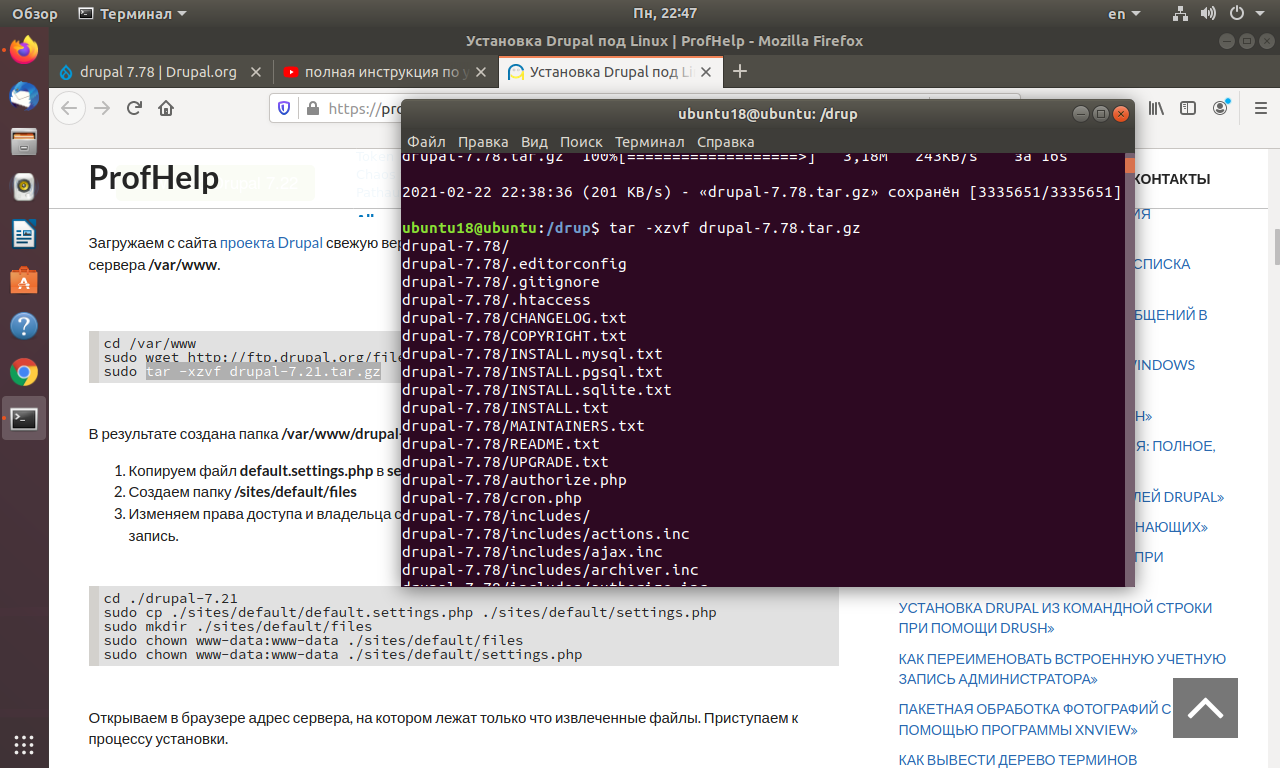 Обзор
Терминал
Пн, 22:47
en
Установка Drupal под Linux | ProfHelp - Mozilla Firefox
drupal 7.78 | Drupal.org
полная инструкция по у
Установка Drupal под Li
https://pro
ubuntu18@ubuntu: /drup
Файл Правка Вид Поиск Терминал Справка
drupal-7.78.tar.gz 100%[===================>] 3,18M 243KB/s за 16s
2021-02-22 22:38:36 (201 KB/s) - «drupal-7.78.tar.gz» сохранён [3335651/3335651]
ubuntu18@ubuntu:/drup$ tar -xzvf drupal-7.78.tar.gz
drupal-7.78/
drupal-7.78/.editorconfig
drupal-7.78/.gitignore
drupal-7.78/.htaccess
drupal-7.78/CHANGELOG.txt
drupal-7.78/COPYRIGHT.txt
drupal-7.78/INSTALL.mysql.txt
drupal-7.78/INSTALL.pgsql.txt
drupal-7.78/INSTALL.sqlite.txt
drupal-7.78/INSTALL.txt
drupal-7.78/MAINTAINERS.txt
drupal-7.78/README.txt
drupal-7.78/UPGRADE.txt
drupal-7.78/authorize.php
drupal-7.78/cron.php
drupal-7.78/includes/
drupal-7.78/includes/actions.inc
drupal-7.78/includes/ajax.inc
drupal-7.78/includes/archiver.inc
drupal-7.78/includes/authorize.inc
ProfHelp
Загружаем с сайта проекта Drupal свежую вер
сервера /var/www.
cd /var/www
sudo wget http://ftp.drupal.org/file
sudo tar -xzvf drupal-7.21.tar.gz
В результате создана папка /var/www/drupal-
1. Копируем файл default.settings.php в se
2. Создаем папку /sites/default/files
3. Изменяем права доступа и владельца с
запись.
cd ./drupal-7.21
sudo cp ./sites/default/default.settings.php ./sites/default/settings.php
sudo mkdir ./sites/default/files
sudo chown www-data:www-data ./sites/default/files
sudo chown www-data:www-data ./sites/default/settings.php
Открываем в браузере адрес сервера, на котором лежат только что извлеченные файлы. Приступаем к
процессу установки.
КОНТАКТЫ
ИЯ
СПИСКА
БЩЕНИЙ В
WINDOWS
Н»
Я: ПОЛНОЕ,
ЛЕЙ DRUPAL»
НАЮЩИХ»
ПРИ
УСТАНОВКА DRUPAL ИЗ КОМАНДНОЙ СТРОКИ
ПРИ ПОМОЩИ DRUSH»
КАК ПЕРЕИМЕНОВАТЬ ВСТРОЕННУЮ УЧЕТНУЮ
ЗАПИСЬ АДМИНИСТРАТОРА»
ПАКЕТНАЯ ОБРАБОТКА ФОТОГРАФИЙ С
ПОМОЩЬЮ ПРОГРАММЫ XNVIEW»
КАК ВЫВЕСТИ ДЕРЕВО ТЕРМИНОВ